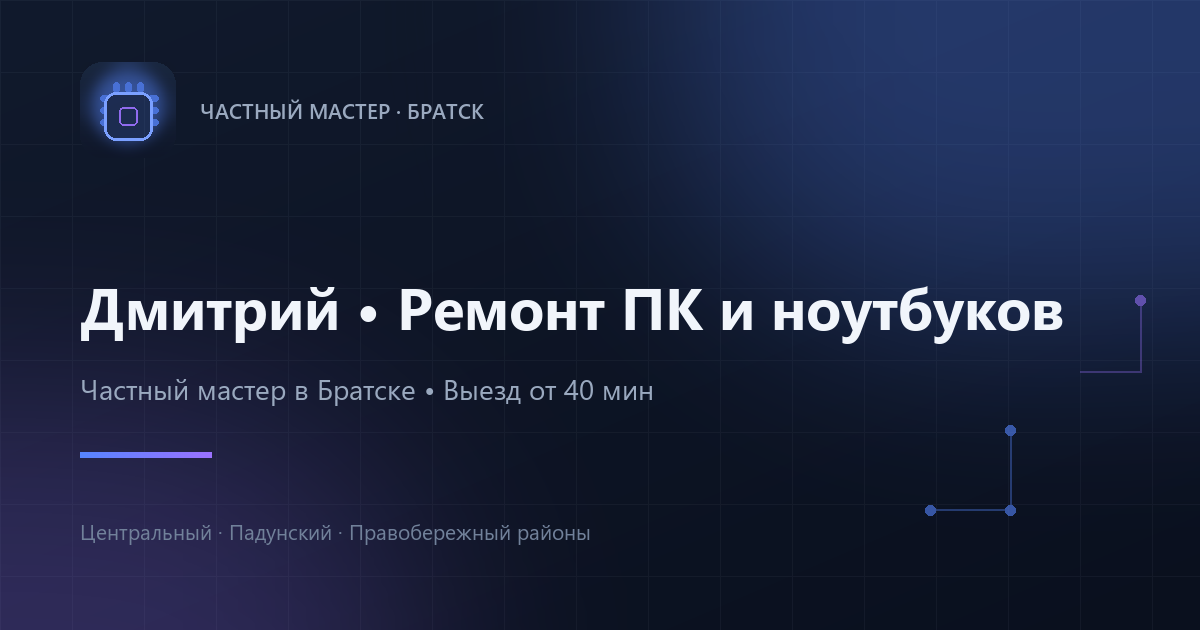 ЧАСТНЫЙ МАСТЕР · БРАТСК
Дмитрий • Ремонт ПК и ноутбуков
Частный мастер в Братске • Выезд от 40 мин
Центральный · Падунский · Правобережный районы